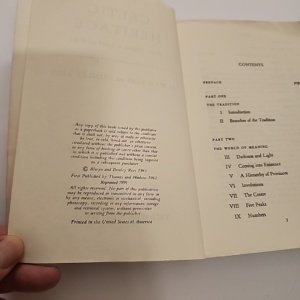 Any copy of this book issued by the publisher
as a paperback is sold subject to the condition
that it shall not, by way of trade or otherwise
be lent, re-sold, hired out or otherwise
circulated without the publisher's prior consent,
in any form of binding or cover other than that
in which it is published
including this condition being imposed
on a subsequent purchaser
© Alwyn and Brinley Rees 1961
First Published by Thames and Hudson 1961
Reprinted
All rights reserved. No part of this publication
may be reproduced or transmitted in any form or
by any means, electronic or mechanical, including
photocopy, recording or any information storage
and retrieval system, without permission
in writing from the publisher
Printed in the United States of America
CONTENTS
PREFACE
PART ONE
THE TRADITION
I Introduction
II Branches of the Tradition
PART TWO
THE WORLD OF MEANING
III Darkness and Light
IV Coming into Existence
V A Hierarchy of Provinces
VI Involutions
VII The Centre
VIII Five Peaks
IX Numbers